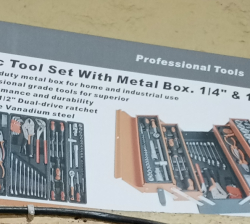 Professional Tools
c Tool Set With Metal Box. 1/4" & 1
duty metal box for home and industrial use
sional grade tools for superior
mance and durability
1/2" Dual-drive ratchet
e Vanadium steel